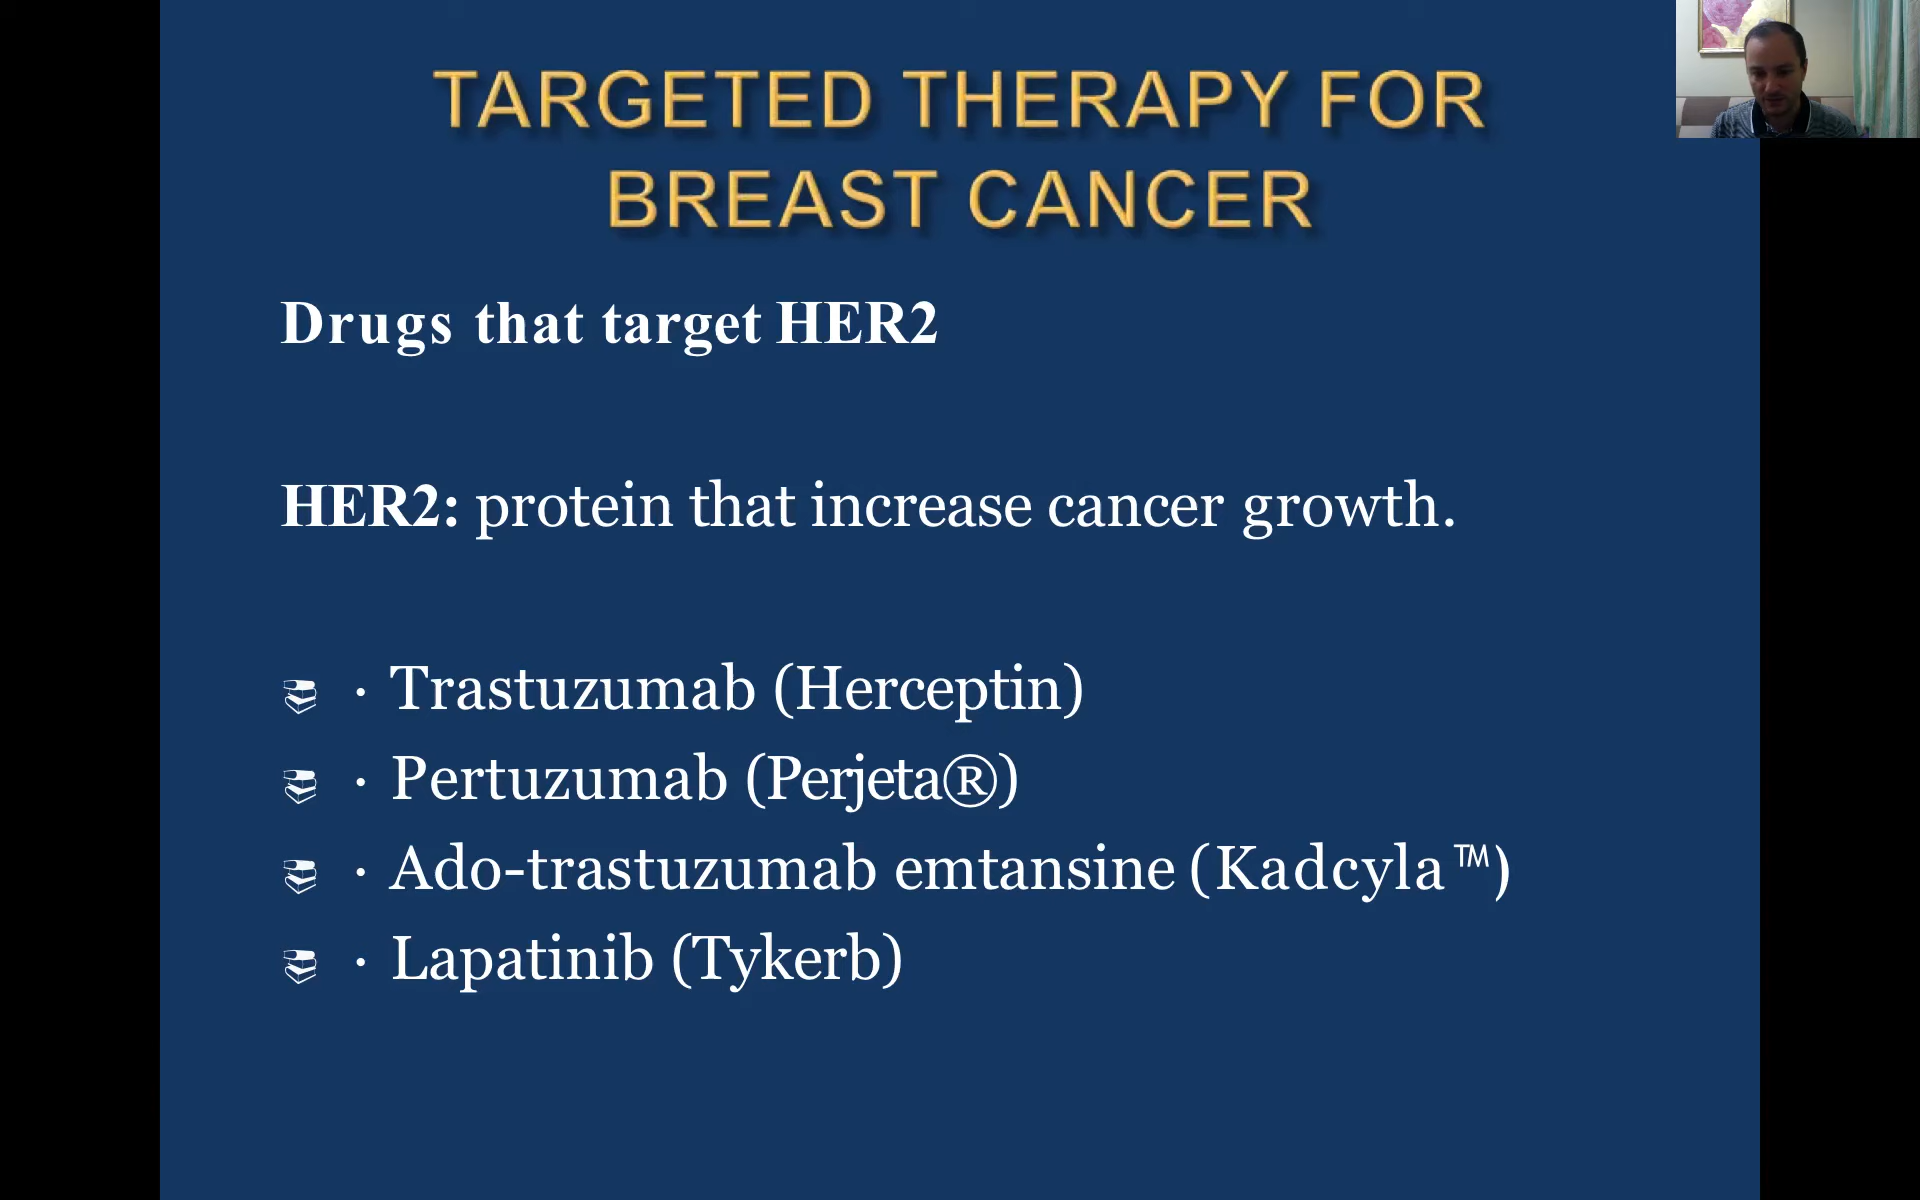 TARGETED THERAPY FOR
BREAST CANCER
Drugs that target HER2
HER2: protein that increase cancer growth.
· Trastuzumab (Herceptin)
· Pertuzumab (Perjeta®)
· Ado-trastuzumab emtansine (Kadcyla™)
· Lapatinib (Tykerb)